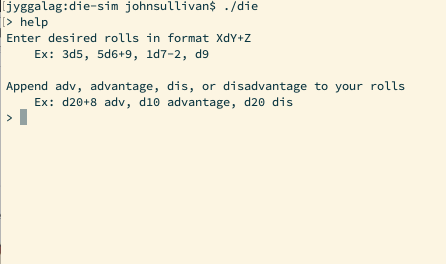 [jyggalag:die-sim johnsullivan$ ./die
[> help
Enter desired rolls in format XdY+Z
    Ex: 3d5, 5d6+9, 1d7-2, d9

Append adv, advantage, dis, or disadvantage to your rolls
    Ex: d20+8 adv, d10 advantage, d20 dis
>